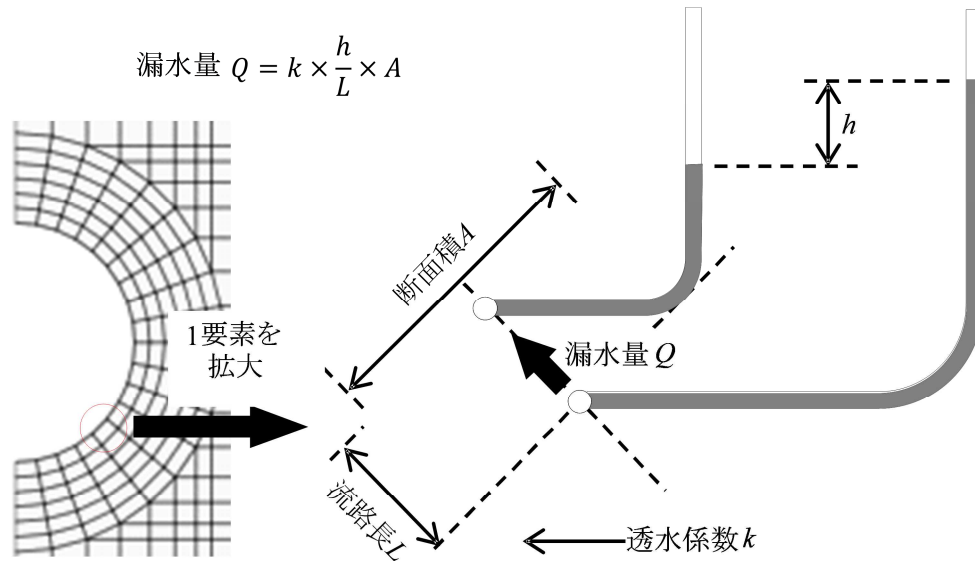 漏水量 Q = k × h/L × A
h
断面積A
1要素を
拡大
漏水量 Q
流路長L
透水係数k